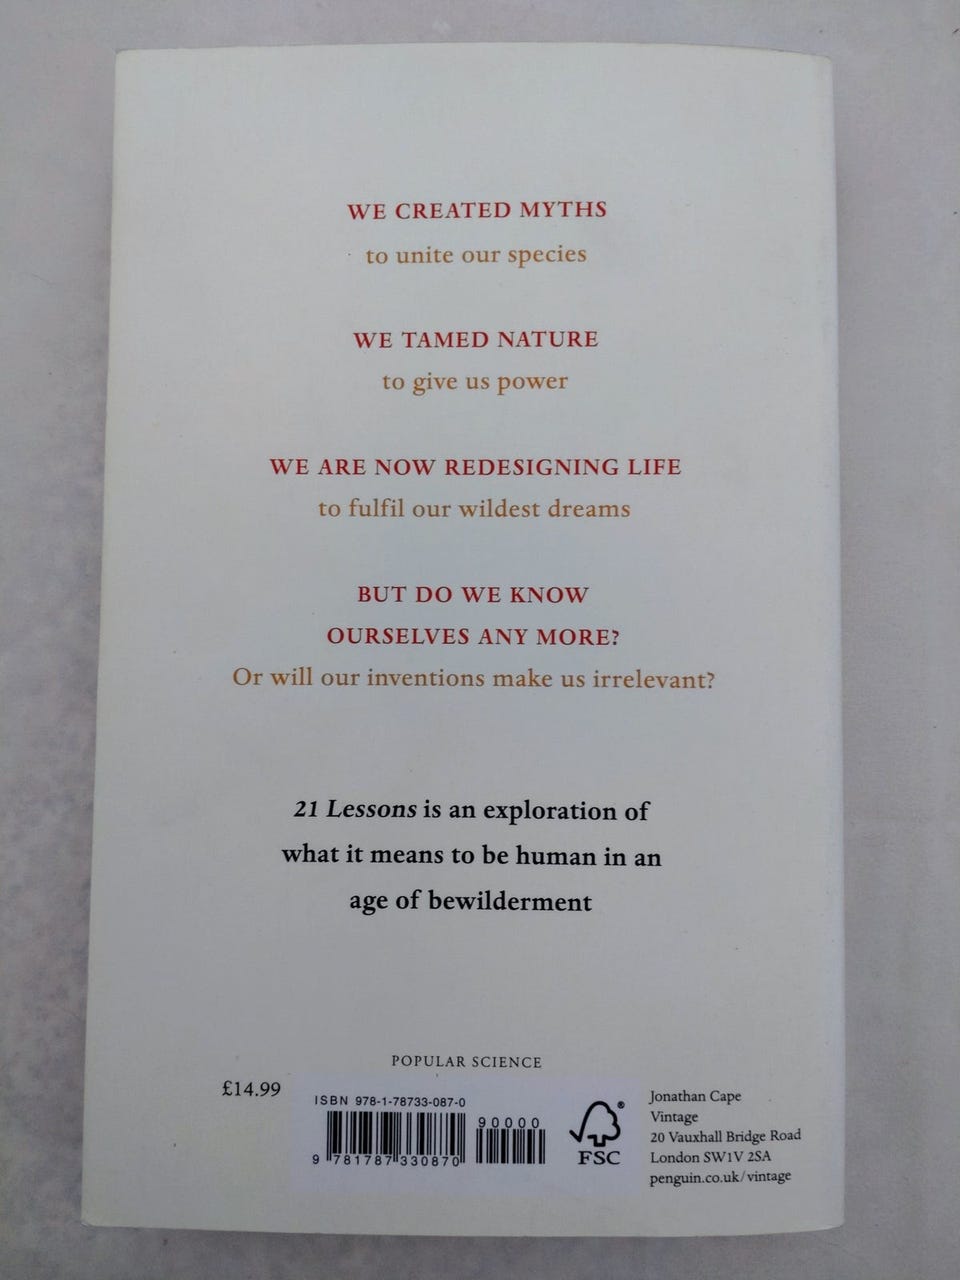 WE CREATED MYTHS
to unite our species
WE TAMED NATURE
to give us power
WE ARE NOW REDESIGNING LIFE
to fulfil our wildest dreams
BUT DO WE KNOW
OURSELVES ANY MORE?
Or will our inventions make us irrelevant?
21 Lessons is an exploration of
what it means to be human in an
age of bewilderment
POPULAR SCIENCE
£14.99
ISBN 978-1-78733-087-0
90000
9 781787 330870
FSC
®
Jonathan Cape
Vintage
20 Vauxhall Bridge Road
London SW1V 2SA
penguin.co.uk/vintage